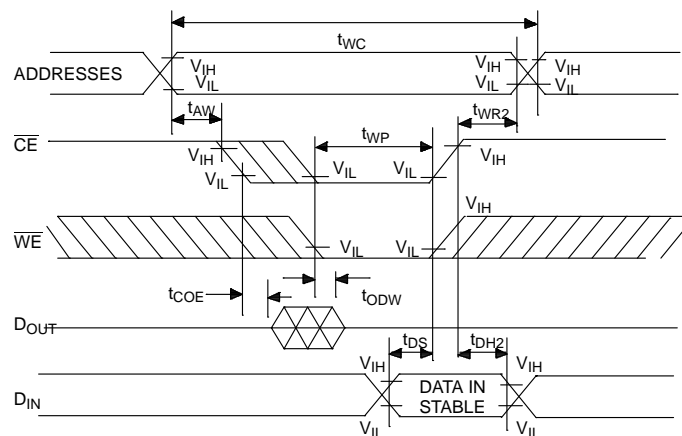 tWC
ADDRESSES
VIH
VIL
VIH
VIL
VIH
VIL
tAW
tWR2
CE
tWP
VIH
VIL
VIL
VIL
VIH
VIH
WE
VIL
VIL
tCOE
tODW
DOUT
tDS
tDH2
VIH
VIH
DIN
DATA IN
STABLE
VIL
VIL